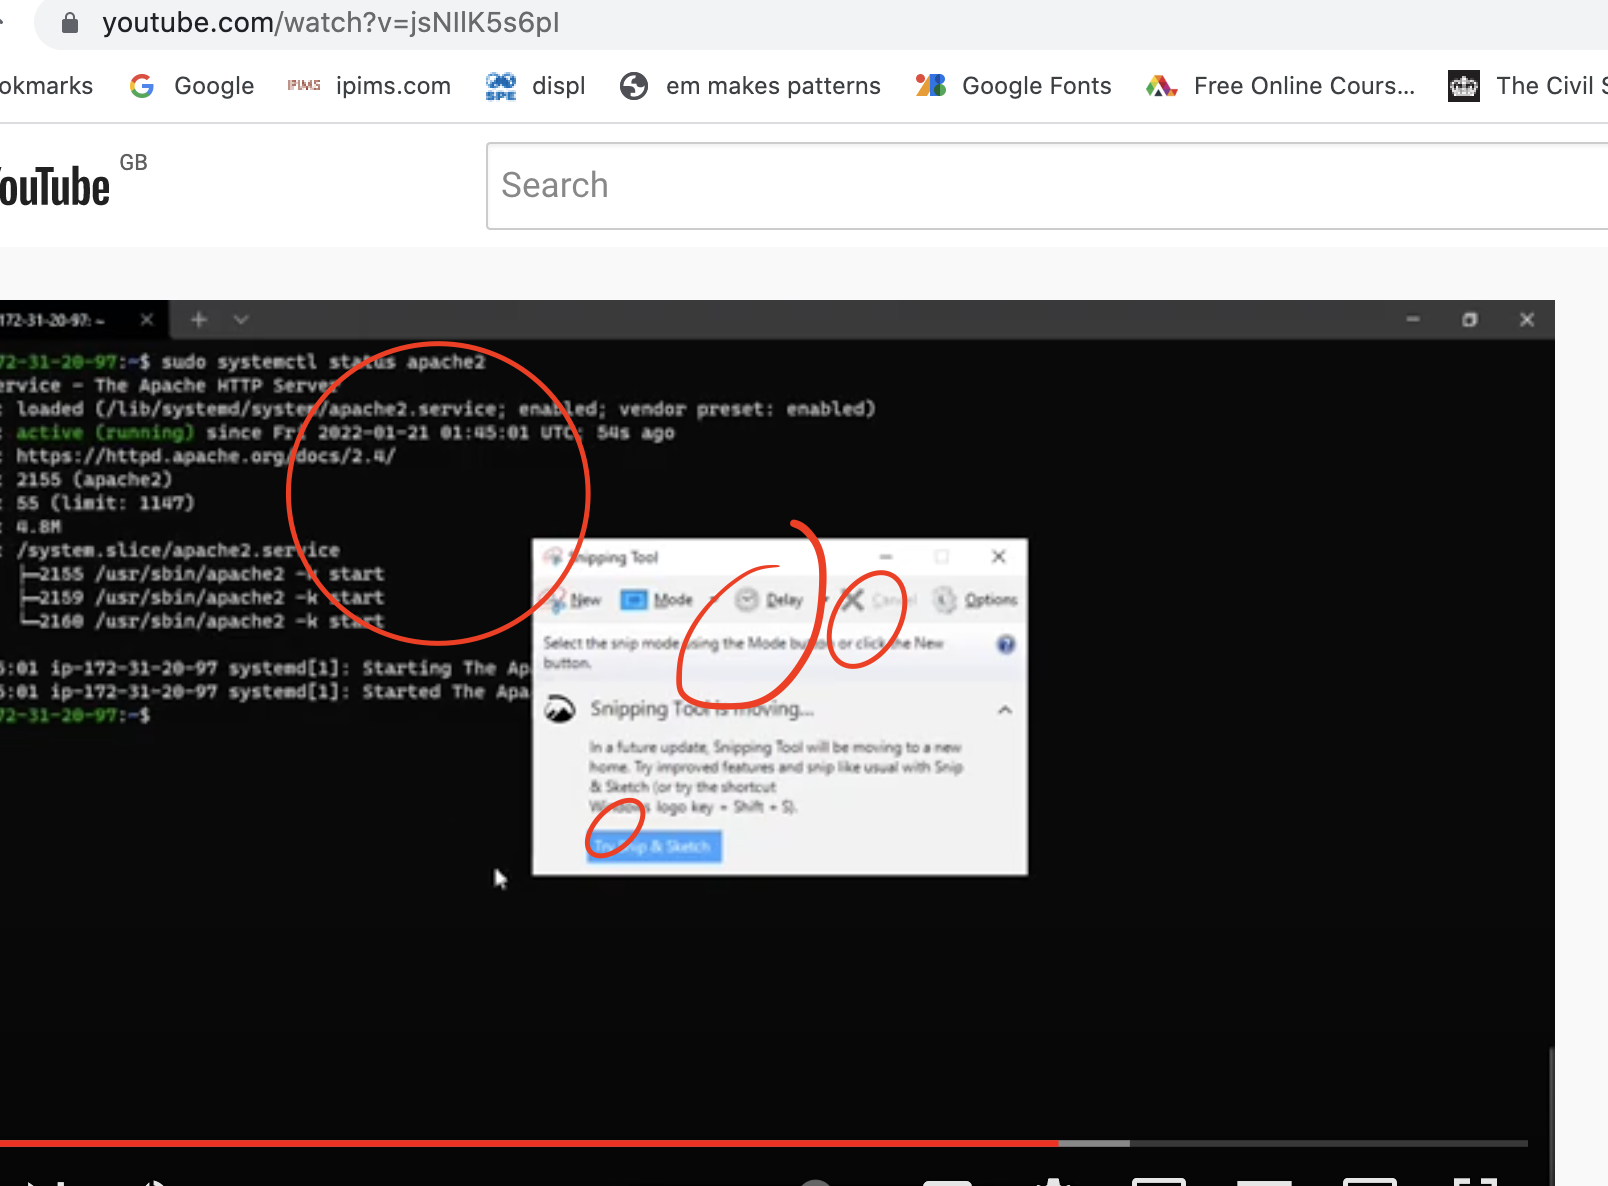 youtube.com/watch?v=jsNIlK5s6pI
okmarks Google IPIMS ipims.com SPE displ em makes patterns Google Fonts Free Online Cours... The Civil S
YouTube GB
Search
172-31-20-97: ~
72-31-20-97:~$ sudo systemctl status apache2
ervice - The Apache HTTP Server
: loaded (/lib/systemd/system/apache2.service; enabled; vendor preset: enabled)
: active (running) since Fri 2022-01-21 01:45:01 UTC; 54s ago
: https://httpd.apache.org/docs/2.4/
: 2155 (apache2)
: 55 (limit: 1147)
: 4.8M
: /system.slice/apache2.service
├─2155 /usr/sbin/apache2 -k start
├─2159 /usr/sbin/apache2 -k start
└─2160 /usr/sbin/apache2 -k start
5:01 ip-172-31-20-97 systemd[1]: Starting The Ap
5:01 ip-172-31-20-97 systemd[1]: Started The Apa
72-31-20-97:~$
Snipping Tool
New Mode Delay Cancel Options
Select the snip mode using the Mode button or click the New
button.
Snipping Tool is moving...
In a future update, Snipping Tool will be moving to a new
home. Try improved features and snip like usual with Snip
& Sketch (or try the shortcut
Windows logo key + Shift + S).
Try Snip & Sketch